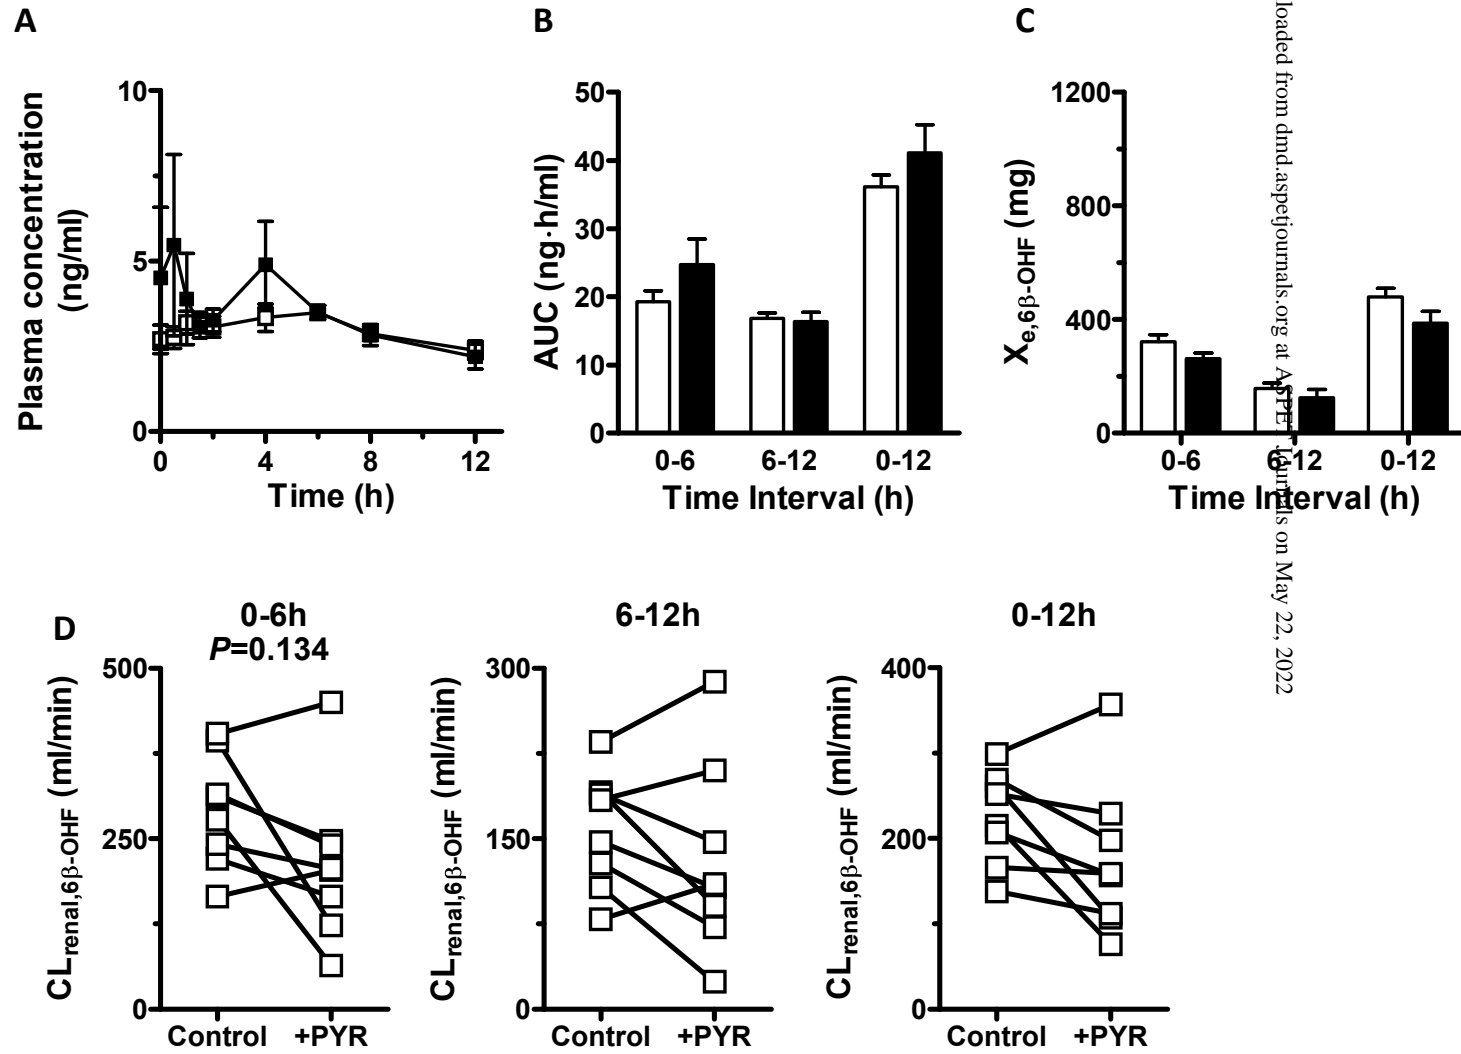 A
B
C
Plasma concentration
(ng/ml)
10
5
0
0 4 8 12
Time (h)
AUC (ng·h/ml)
50
40
30
20
10
0
0-6 6-12 0-12
Time Interval (h)
Xe,6β-OHF (mg)
1200
800
400
0
0-6 6-12 0-12
Time Interval (h)
loaded from dmd.aspetjournals.org at ASPET Journals on May 22, 2022
D
0-6h
P=0.134
CLrenal,6β-OHF (ml/min)
500
250
0
Control +PYR
6-12h
CLrenal,6β-OHF (ml/min)
300
150
0
Control +PYR
0-12h
CLrenal,6β-OHF (ml/min)
400
200
0
Control +PYR